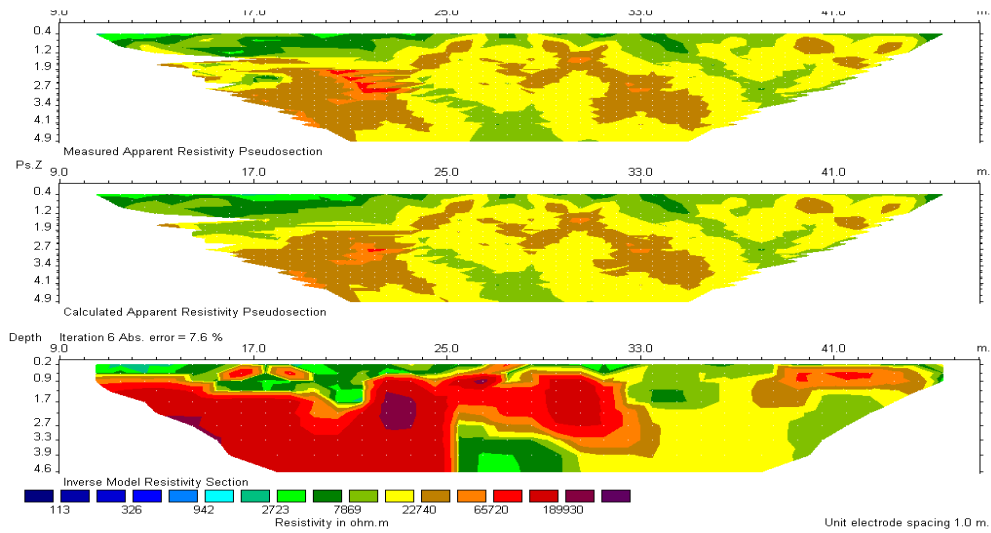 9.0 17.0 25.0 33.0 41.0 m.
0.4
1.2
1.9
2.7
3.4
4.1
4.9
Measured Apparent Resistivity Pseudosection
Ps.Z 9.0 17.0 25.0 33.0 41.0 m.
0.4
1.2
1.9
2.7
3.4
4.1
4.9
Calculated Apparent Resistivity Pseudosection
Depth Iteration 6 Abs. error = 7.6 %
9.0 17.0 25.0 33.0 41.0 m.
0.2
0.9
1.7
2.7
3.3
3.9
4.6
Inverse Model Resistivity Section
113 326 942 2723 7869 22740 65720 189930
Resistivity in ohm.m Unit electrode spacing 1.0 m.